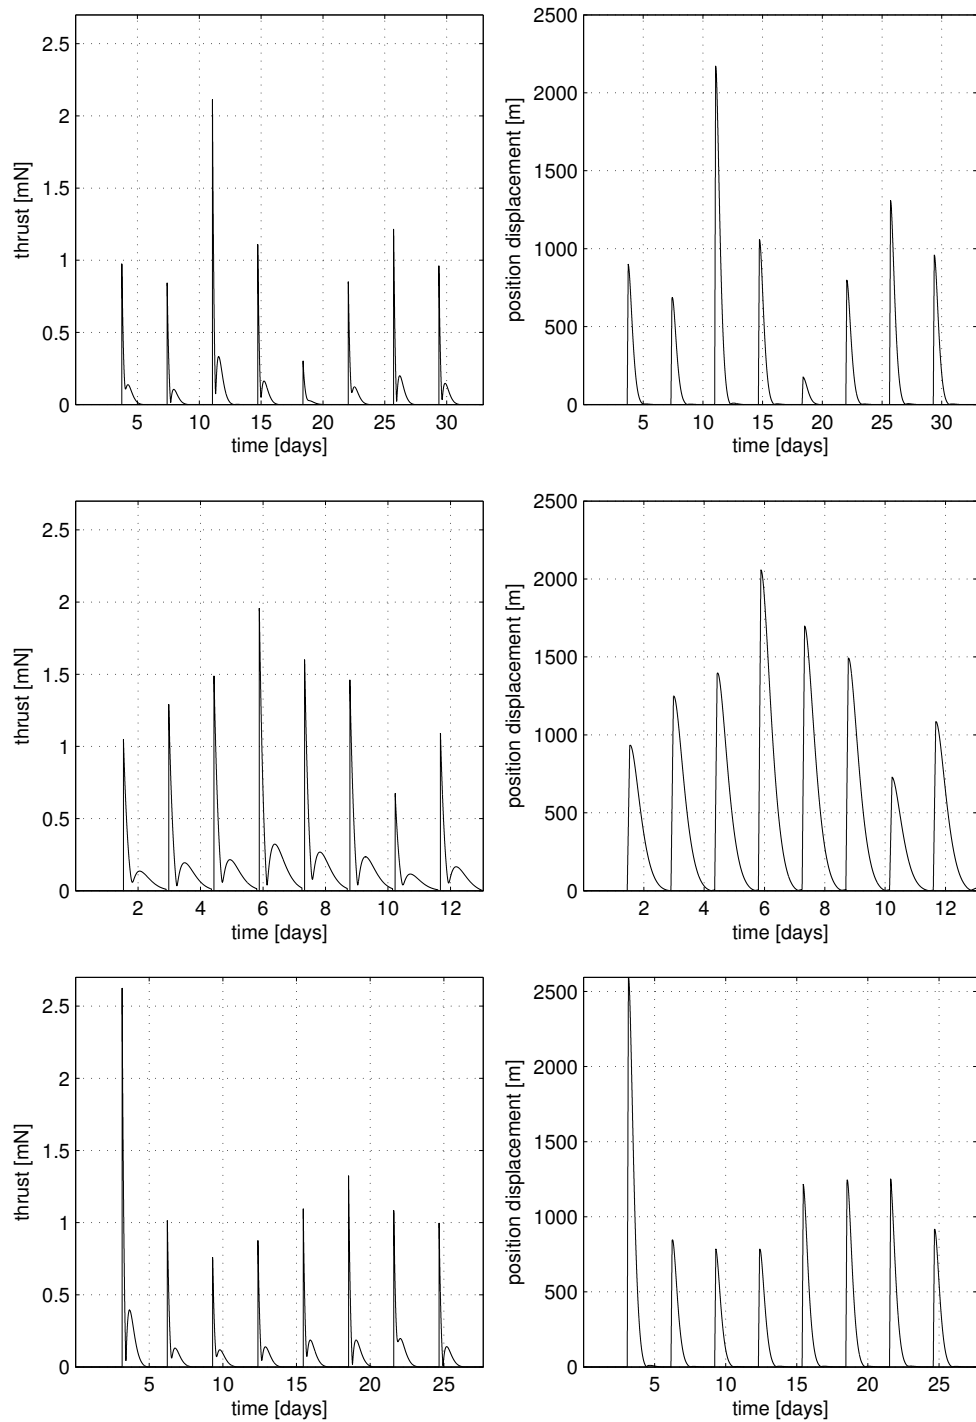 2.5
2
1.5
1
0.5
0
thrust [mN]
5 10 15 20 25 30
time [days]
2500
2000
1500
1000
500
0
position displacement [m]
5 10 15 20 25 30
time [days]
2.5
2
1.5
1
0.5
0
thrust [mN]
2 4 6 8 10 12
time [days]
2500
2000
1500
1000
500
0
position displacement [m]
2 4 6 8 10 12
time [days]
2.5
2
1.5
1
0.5
0
thrust [mN]
5 10 15 20 25
time [days]
2500
2000
1500
1000
500
0
position displacement [m]
5 10 15 20 25
time [days]